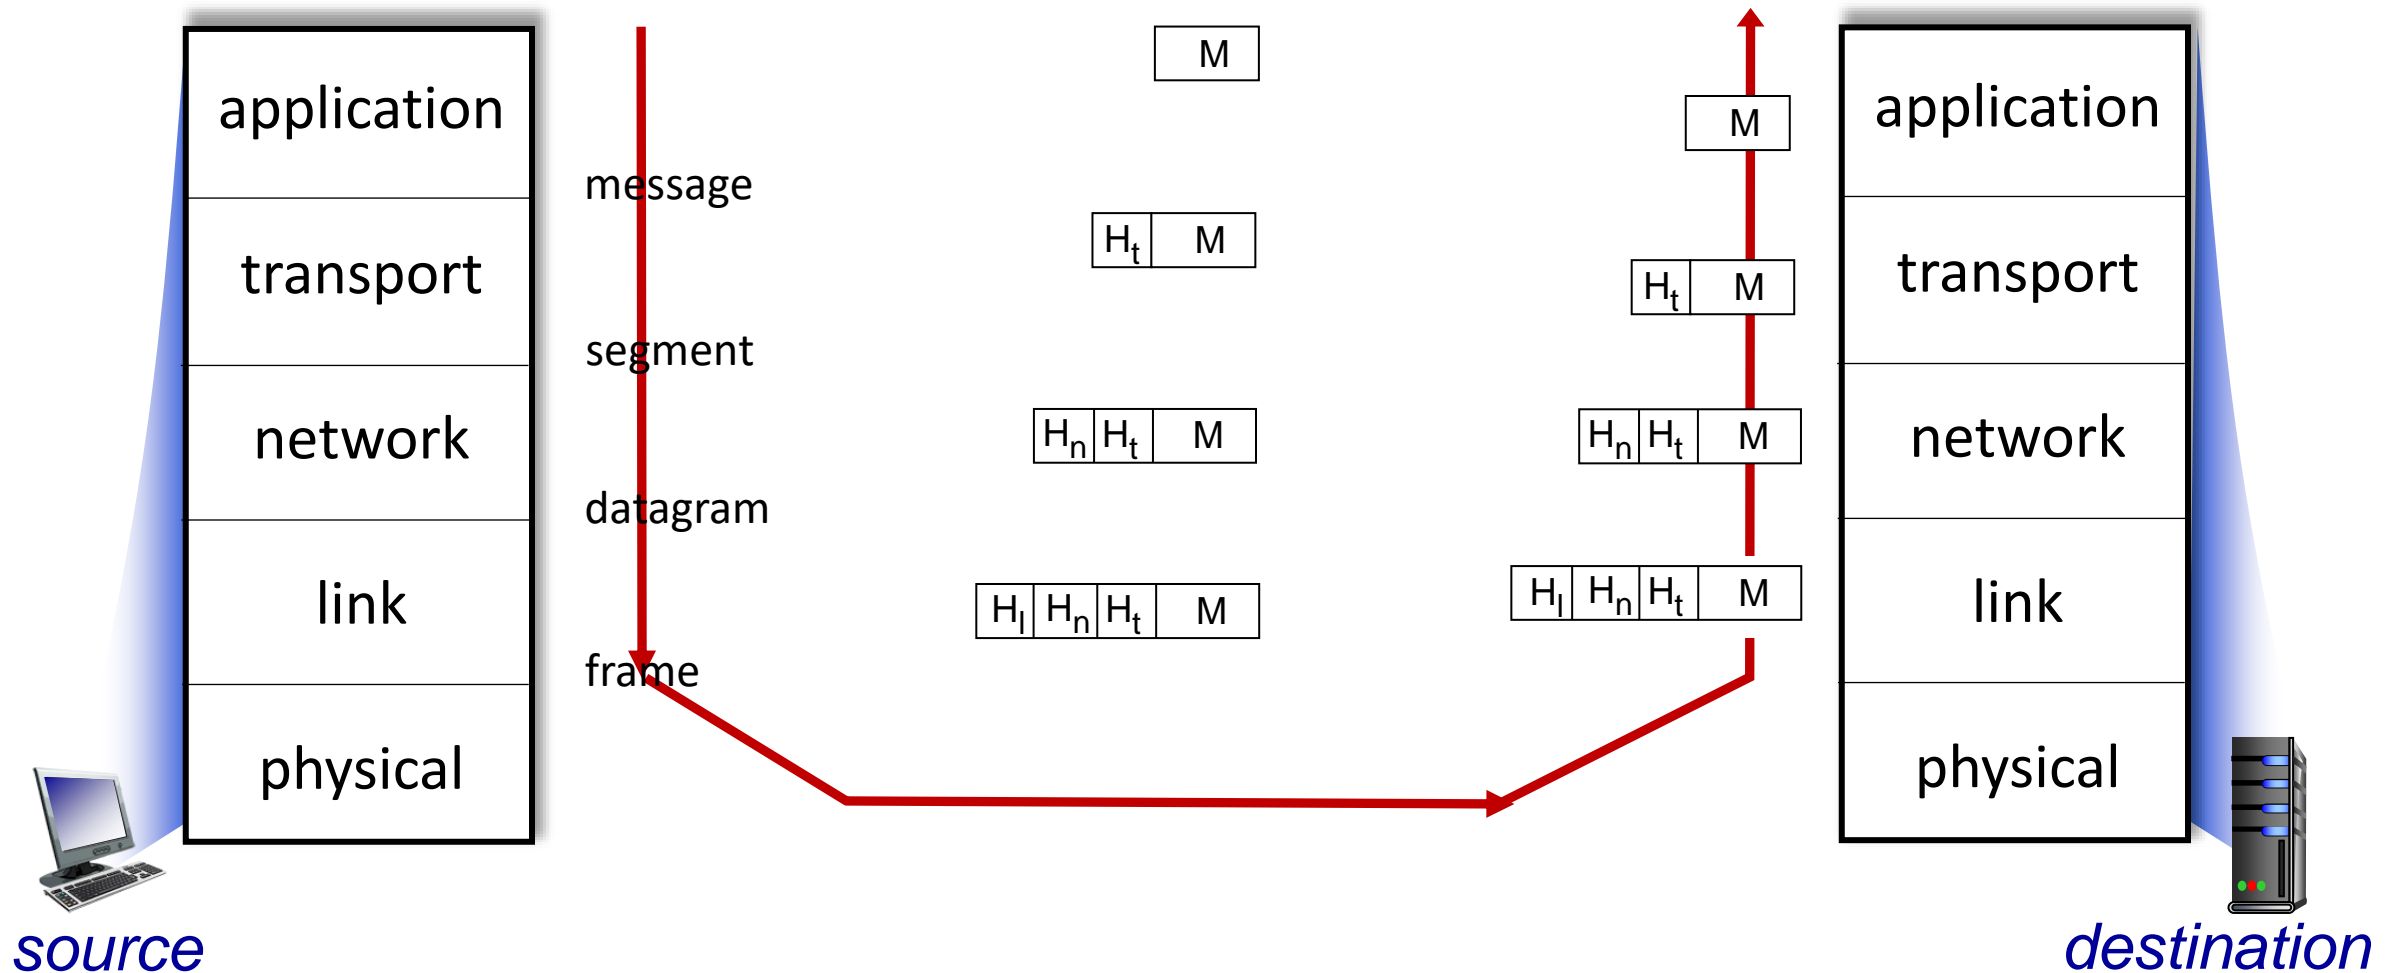 application
transport
network
link
physical
source
message
segment
datagram
frame
M
Ht M
Hn Ht M
Hl Hn Ht M
M
Ht M
Hn Ht M
Hl Hn Ht M
application
transport
network
link
physical
destination